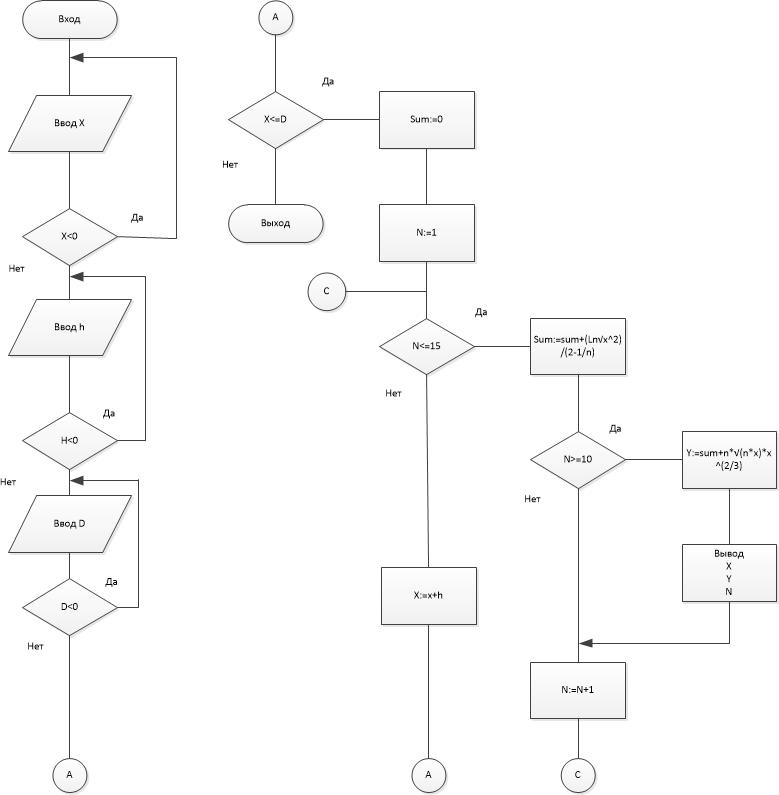 Вход
Ввод X
Да
X<0
Нет
Ввод h
Да
H<0
Нет
Ввод D
Да
D<0
Нет
A
A
Да
X<=D
Sum:=0
Нет
Выход
N:=1
C
Да
N<=15
Sum:=sum+(Lm/x^2)
/(2-1/n)
Нет
Да
N>=10
Y:=sum+n*√(n*x)*x
^(2/3)
Нет
Вывод
X
Y
N
X:=x+h
N:=N+1
A
C